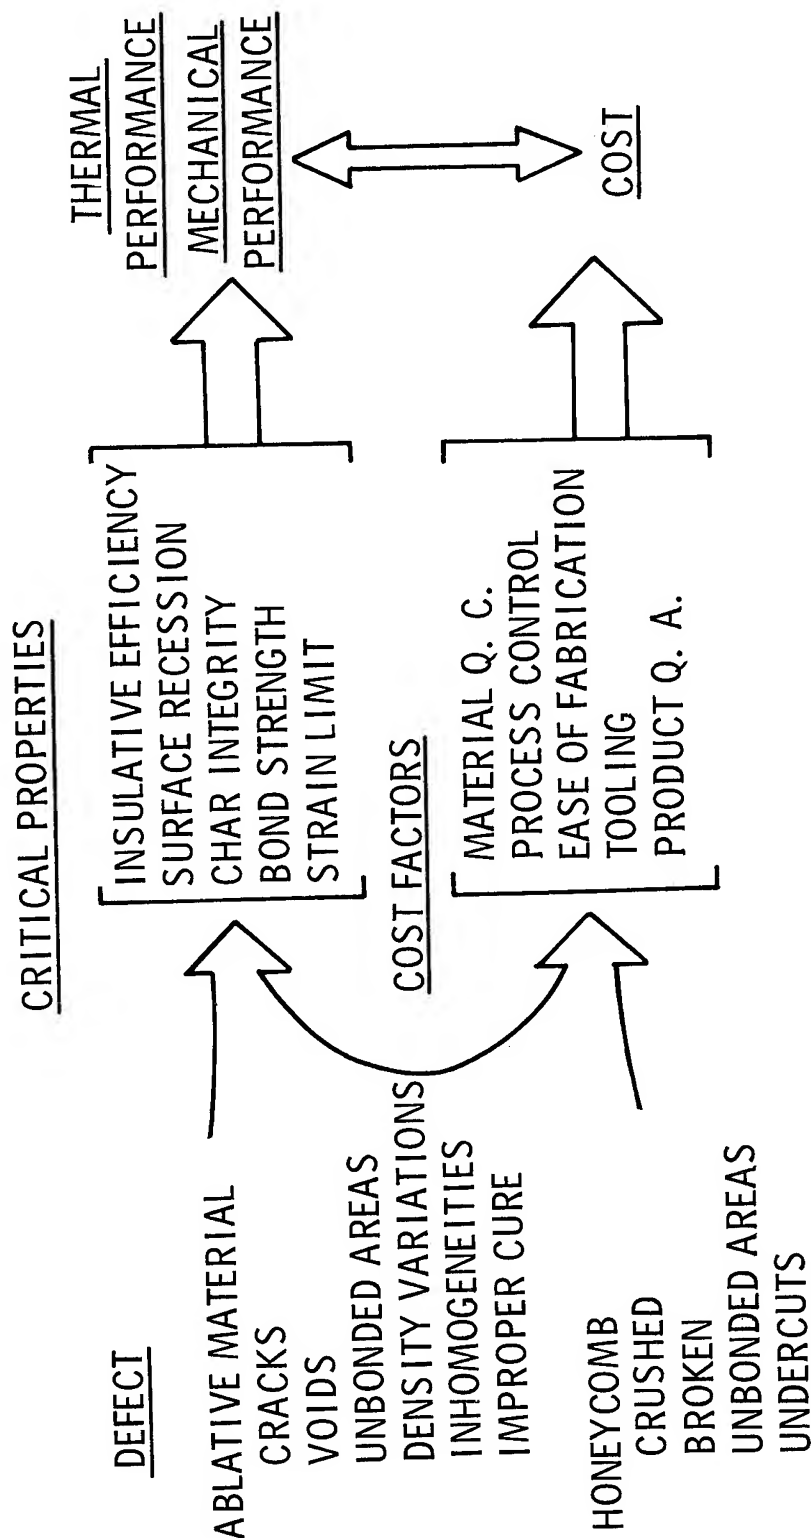 DEFECT
ABLATIVE MATERIAL
CRACKS
VOIDS
UNBONDED AREAS
DENSITY VARIATIONS
INHOMOGENEITIES
IMPROPER CURE
HONEYCOMB
CRUSHED
BROKEN
UNBONDED AREAS
UNDERCUTS
CRITICAL PROPERTIES
INSULATIVE EFFICIENCY
SURFACE RECESSION
CHAR INTEGRITY
BOND STRENGTH
STRAIN LIMIT
COST FACTORS
MATERIAL Q. C.
PROCESS CONTROL
EASE OF FABRICATION
TOOLING
PRODUCT Q. A.
THERMAL
PERFORMANCE
MECHANICAL
PERFORMANCE
COST